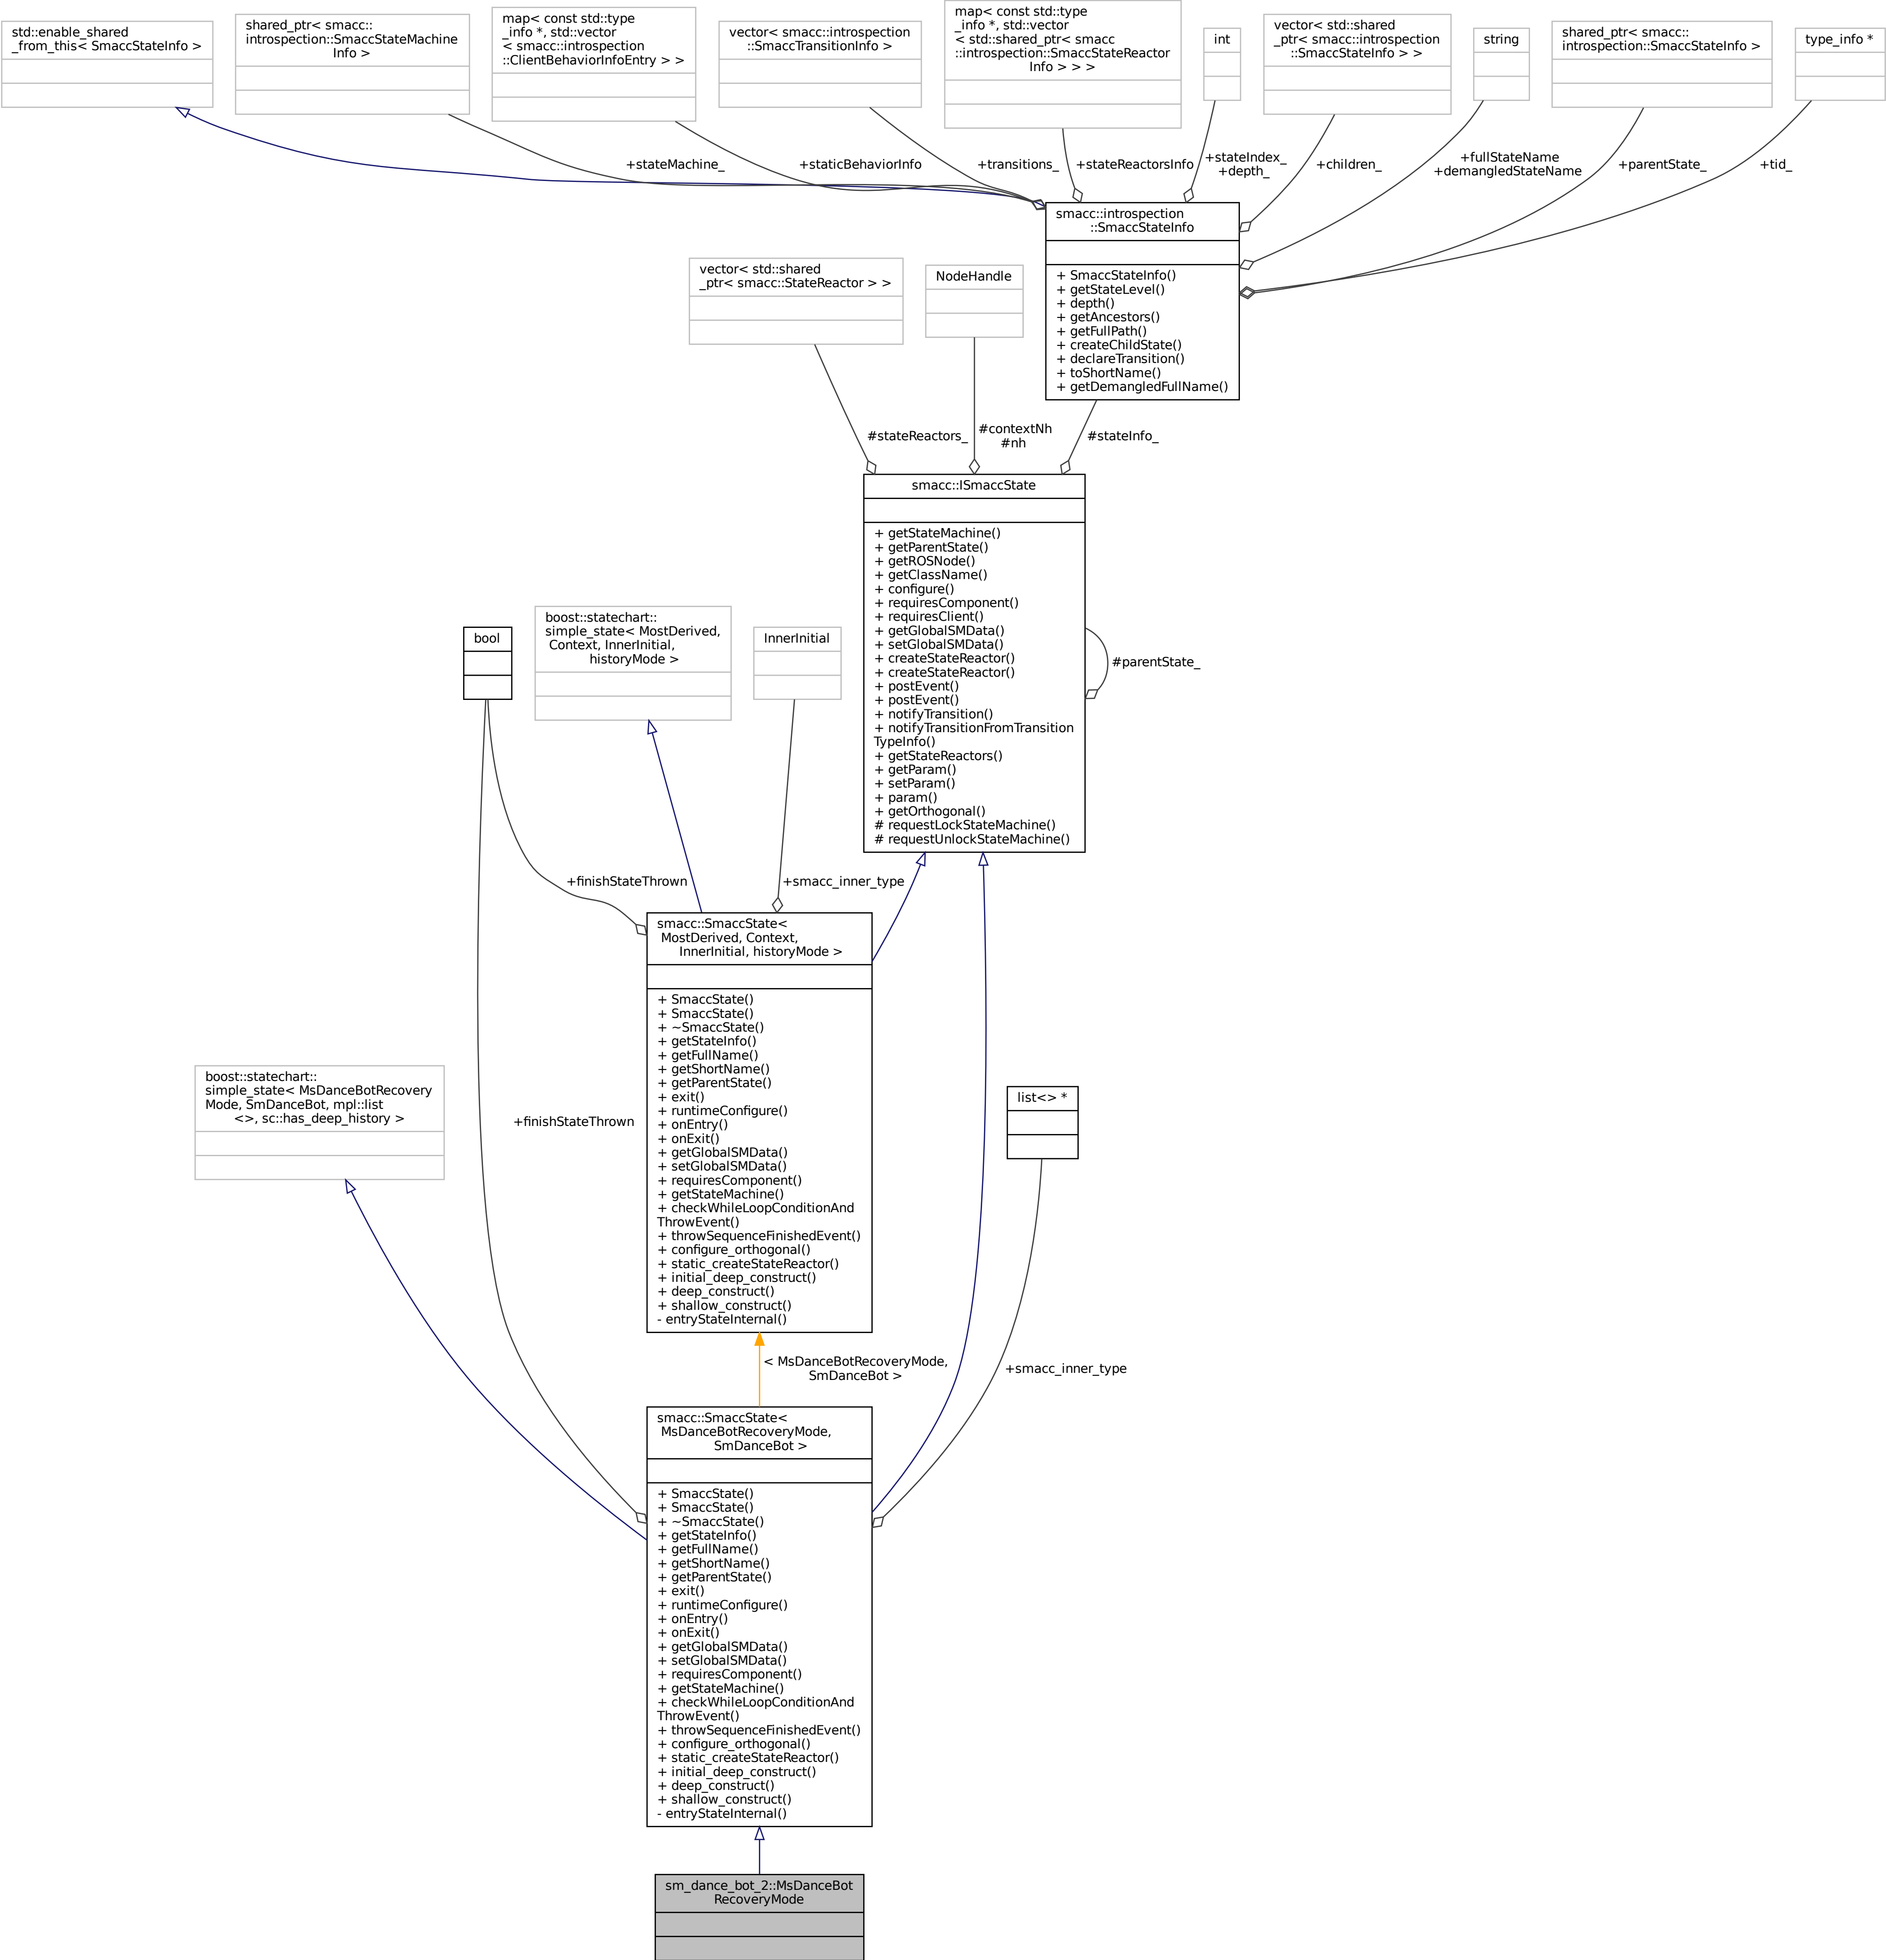 std::enable_shared
_from_this< SmaccStateInfo >
shared_ptr< smacc::
introspection::SmaccStateMachine
Info >
map< const std::type
_info *, std::vector
< smacc::introspection
::ClientBehaviorInfoEntry > >
vector< smacc::introspection
::SmaccTransitionInfo >
map< const std::type
_info *, std::vector
< std::shared_ptr< smacc
::introspection::SmaccStateReactor
Info > > >
int
vector< std::shared
_ptr< smacc::introspection
::SmaccStateInfo > >
string
shared_ptr< smacc::
introspection::SmaccStateInfo >
type_info *
+stateMachine_
+staticBehaviorInfo
+transitions_
+stateReactorsInfo
+stateIndex_
+depth_
+children_
+fullStateName
+demangledStateName
+parentState_
+tid_
smacc::introspection
::SmaccStateInfo
+ SmaccStateInfo()
+ getStateLevel()
+ depth()
+ getAncestors()
+ getFullPath()
+ createChildState()
+ declareTransition()
+ toShortName()
+ getDemangledFullName()
vector< std::shared
_ptr< smacc::StateReactor > >
NodeHandle
#stateReactors_
#contextNh
#nh
#stateInfo_
smacc::ISmaccState
+ getStateMachine()
+ getParentState()
+ getROSNode()
+ getClassName()
+ configure()
+ requiresComponent()
+ requiresClient()
+ getGlobalSMData()
+ setGlobalSMData()
+ createStateReactor()
+ createStateReactor()
+ postEvent()
+ postEvent()
+ notifyTransition()
+ notifyTransitionFromTransition
TypeInfo()
+ getStateReactors()
+ getParam()
+ setParam()
+ param()
+ getOrthogonal()
# requestLockStateMachine()
# requestUnlockStateMachine()
#parentState_
bool
boost::statechart::
simple_state< MostDerived,
Context, InnerInitial,
historyMode >
InnerInitial
+finishStateThrown
+smacc_inner_type
smacc::SmaccState<
MostDerived, Context,
InnerInitial, historyMode >
+ SmaccState()
+ SmaccState()
+ ~SmaccState()
+ getStateInfo()
+ getFullName()
+ getShortName()
+ getParentState()
+ exit()
+ runtimeConfigure()
+ onEntry()
+ onExit()
+ getGlobalSMData()
+ setGlobalSMData()
+ requiresComponent()
+ getStateMachine()
+ checkWhileLoopConditionAnd
ThrowEvent()
+ throwSequenceFinishedEvent()
+ configure_orthogonal()
+ static_createStateReactor()
+ initial_deep_construct()
+ deep_construct()
+ shallow_construct()
- entryStateInternal()
boost::statechart::
simple_state< MsDanceBotRecovery
Mode, SmDanceBot, mpl::list
<>, sc::has_deep_history >
+finishStateThrown
list<> *
< MsDanceBotRecoveryMode,
SmDanceBot >
+smacc_inner_type
smacc::SmaccState<
MsDanceBotRecoveryMode,
SmDanceBot >
+ SmaccState()
+ SmaccState()
+ ~SmaccState()
+ getStateInfo()
+ getFullName()
+ getShortName()
+ getParentState()
+ exit()
+ runtimeConfigure()
+ onEntry()
+ onExit()
+ getGlobalSMData()
+ setGlobalSMData()
+ requiresComponent()
+ getStateMachine()
+ checkWhileLoopConditionAnd
ThrowEvent()
+ throwSequenceFinishedEvent()
+ configure_orthogonal()
+ static_createStateReactor()
+ initial_deep_construct()
+ deep_construct()
+ shallow_construct()
- entryStateInternal()
sm_dance_bot_2::MsDanceBot
RecoveryMode